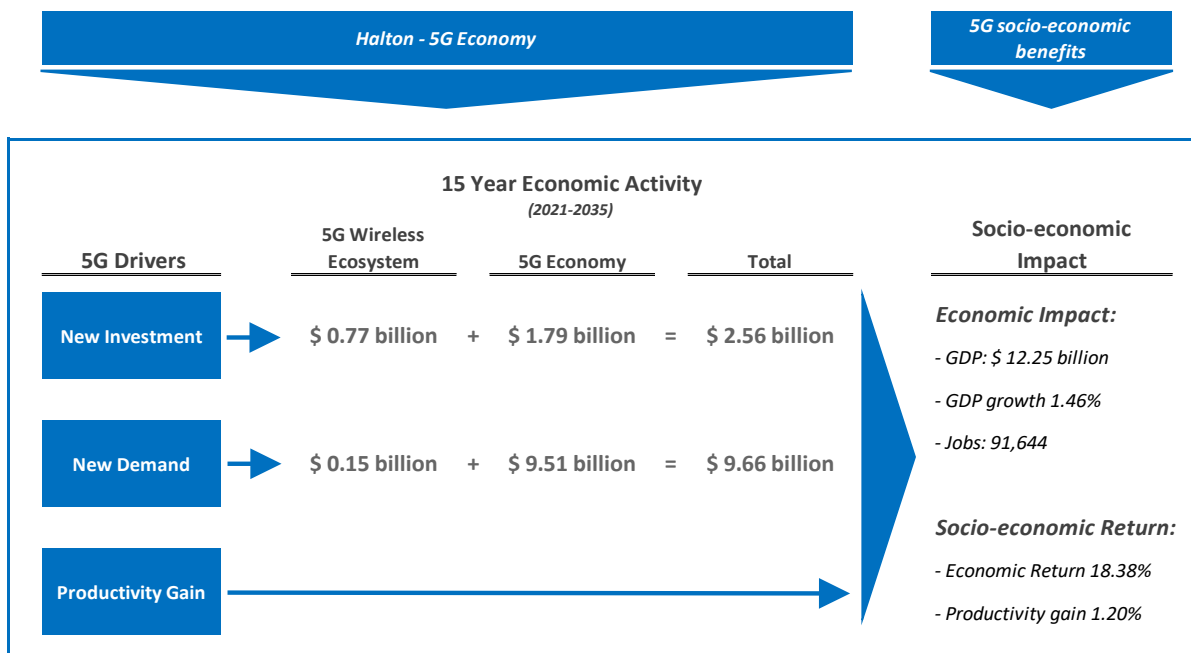 Halton - 5G Economy
5G socio-economic
benefits
15 Year Economic Activity
(2021-2035)
5G Drivers
5G Wireless
Ecosystem
5G Economy
Total
Socio-economic
Impact
New Investment
$ 0.77 billion + $ 1.79 billion = $ 2.56 billion
New Demand
$ 0.15 billion + $ 9.51 billion = $ 9.66 billion
Productivity Gain
Economic Impact:
- GDP: $ 12.25 billion
- GDP growth 1.46%
- Jobs: 91,644
Socio-economic Return:
- Economic Return 18.38%
- Productivity gain 1.20%